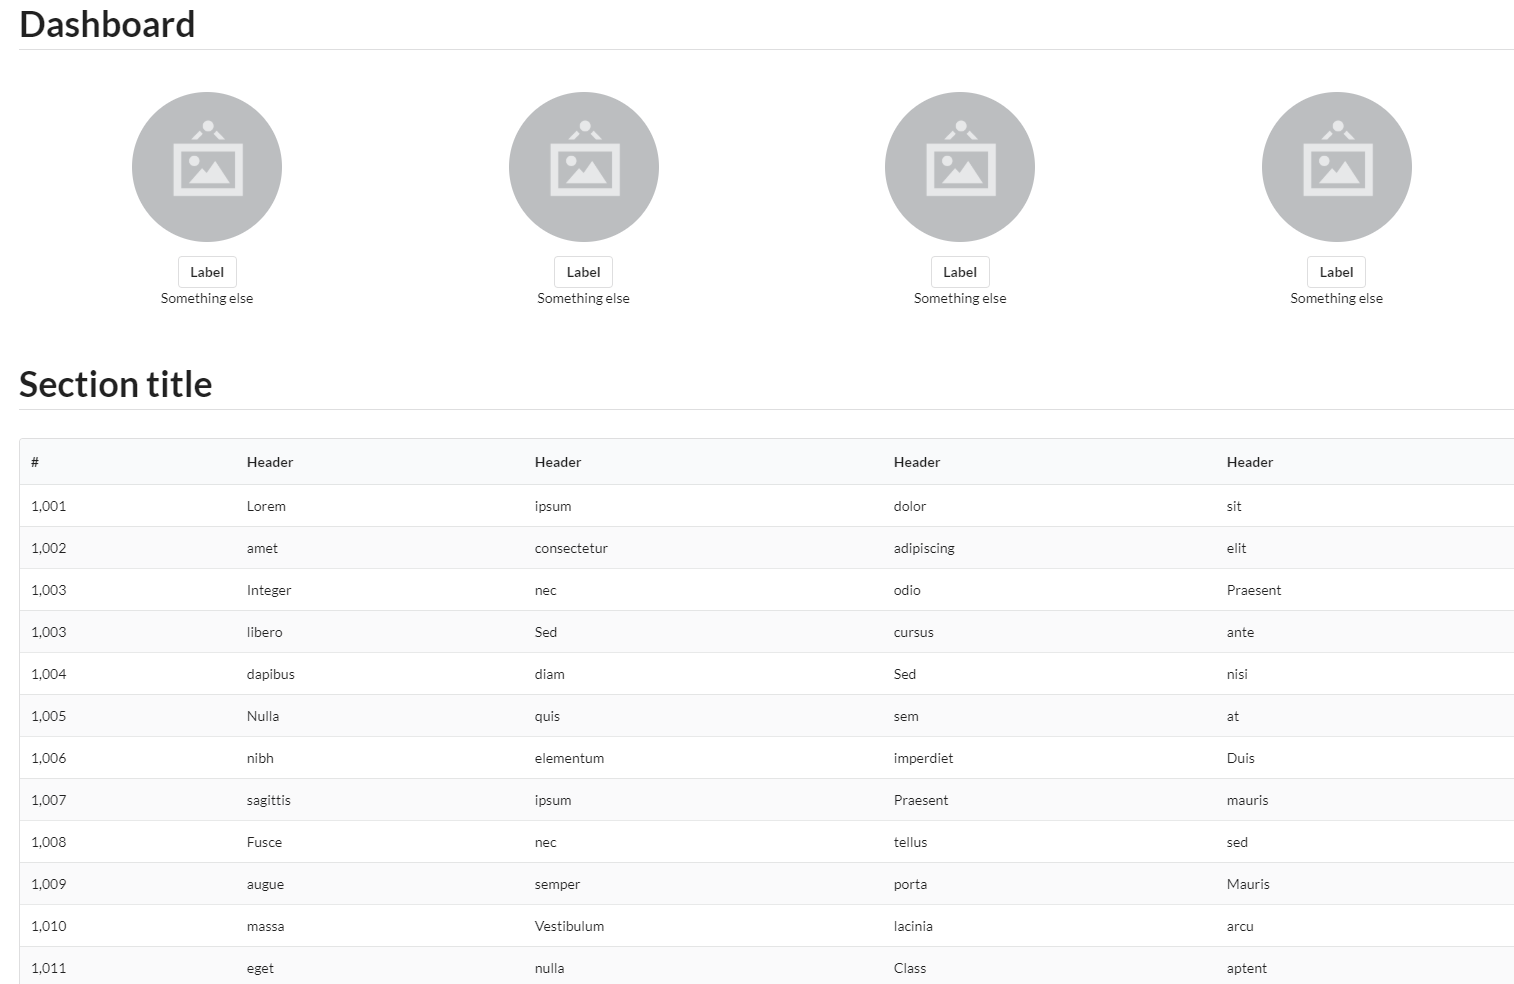 Dashboard
Label Label Label Label
Something else Something else Something else Something else
Section title
# Header Header Header Header
1,001 Lorem ipsum dolor sit
1,002 amet consectetur adipiscing elit
1,003 Integer nec odio Praesent
1,003 libero Sed cursus ante
1,004 dapibus diam Sed nisi
1,005 Nulla quis sem at
1,006 nibh elementum imperdiet Duis
1,007 sagittis ipsum Praesent mauris
1,008 Fusce nec tellus sed
1,009 augue semper porta Mauris
1,010 massa Vestibulum lacinia arcu
1,011 eget nulla Class aptent